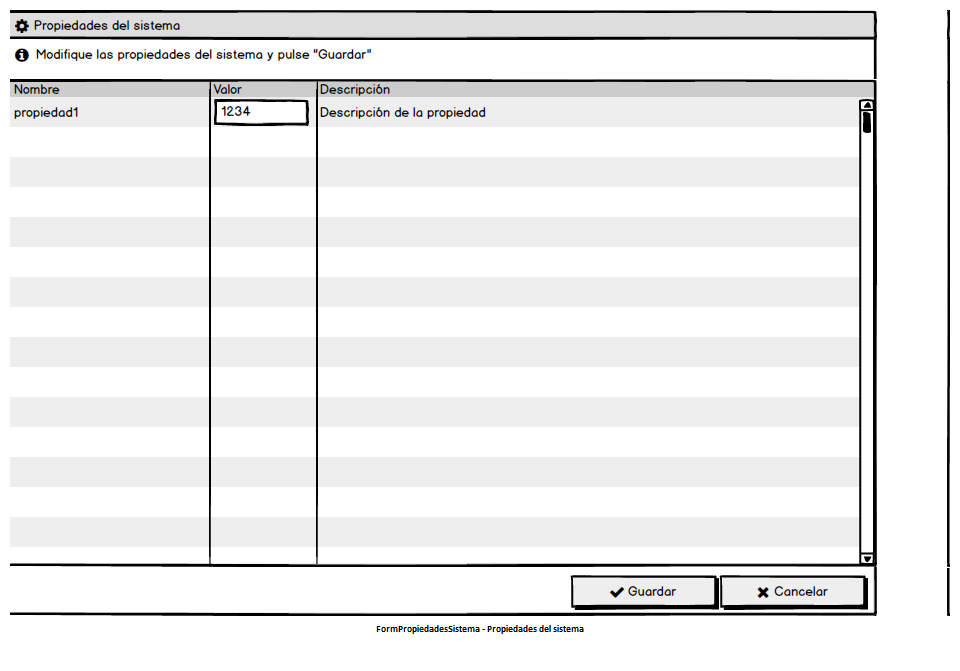 Propiedades del sistema
Modifique las propiedades del sistema y pulse "Guardar"
Nombre Valor Descripción
propiedad1 1234 Descripción de la propiedad
Guardar Cancelar
FormPropiedadesSistema - Propiedades del sistema